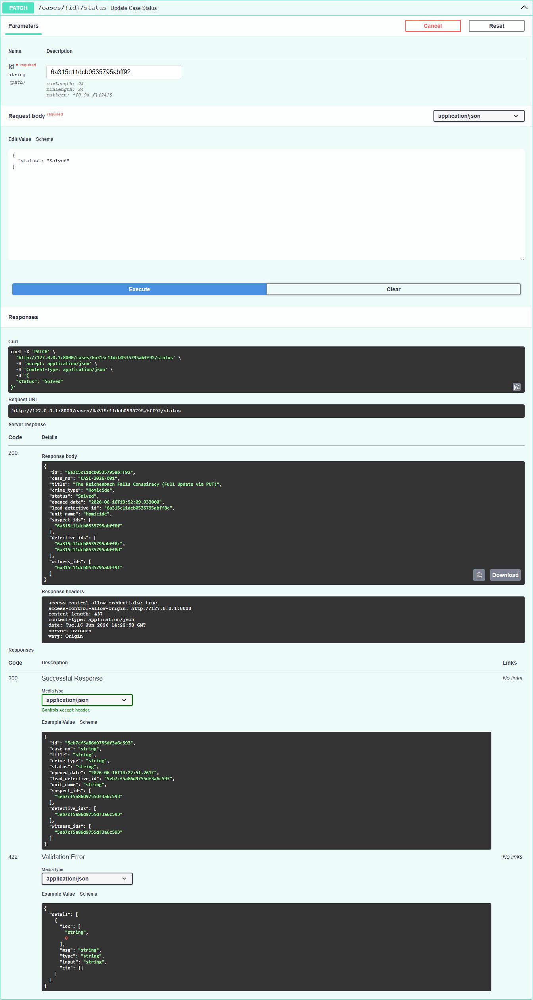 PATCH /cases/{id}/status Update Case Status
Parameters Cancel Reset
Name Description
id * required
string
(path)
6a315c11dcb0535795abff92
maxLength: 24
minLength: 24
pattern: ^[0-9a-f]{24}$
Request body required application/json
Edit Value Schema
{
  "status": "Solved"
}
Execute Clear
Responses
Curl
curl -X 'PATCH' \
  'http://127.0.0.1:8000/cases/6a315c11dcb0535795abff92/status' \
  -H 'accept: application/json' \
  -H 'Content-Type: application/json' \
  -d '{
  "status": "Solved"
}'
Request URL
http://127.0.0.1:8000/cases/6a315c11dcb0535795abff92/status
Server response
Code Details
200
Response body
{
  "id": "6a315c11dcb0535795abff92",
  "case_no": "CASE-2026-001",
  "title": "The Reichenbach Falls Conspiracy (Full Update via PUT)",
  "crime_type": "Homicide",
  "status": "Solved",
  "opened_date": "2026-06-16T19:52:09.933000",
  "lead_detective_id": "6a315c11dcb0535795abff8c",
  "unit_name": "Homicide",
  "suspect_ids": [
    "6a315c11dcb0535795abff8f"
  ],
  "detective_ids": [
    "6a315c11dcb0535795abff8c",
    "6a315c11dcb0535795abff8d"
  ],
  "witness_ids": [
    "6a315c11dcb0535795abff91"
  ]
}
Download
Response headers
access-control-allow-credentials: true
access-control-allow-origin: http://127.0.0.1:8000
content-length: 437
content-type: application/json
date: Tue,16 Jun 2026 14:22:50 GMT
server: uvicorn
vary: Origin
Responses
Code Description Links
200 Successful Response No links
Media type
application/json
Controls Accept header.
Example Value Schema
{
  "id": "5eb7cf5a86d9755df3a6c593",
  "case_no": "string",
  "title": "string",
  "crime_type": "string",
  "status": "string",
  "opened_date": "2026-06-16T14:22:51.261Z",
  "lead_detective_id": "5eb7cf5a86d9755df3a6c593",
  "unit_name": "string",
  "suspect_ids": [
    "5eb7cf5a86d9755df3a6c593"
  ],
  "detective_ids": [
    "5eb7cf5a86d9755df3a6c593"
  ],
  "witness_ids": [
    "5eb7cf5a86d9755df3a6c593"
  ]
}
422 Validation Error No links
Media type
application/json
Example Value Schema
{
  "detail": [
    {
      "loc": [
        "string",
        0
      ],
      "msg": "string",
      "type": "string",
      "input": "string",
      "ctx": {}
    }
  ]
}